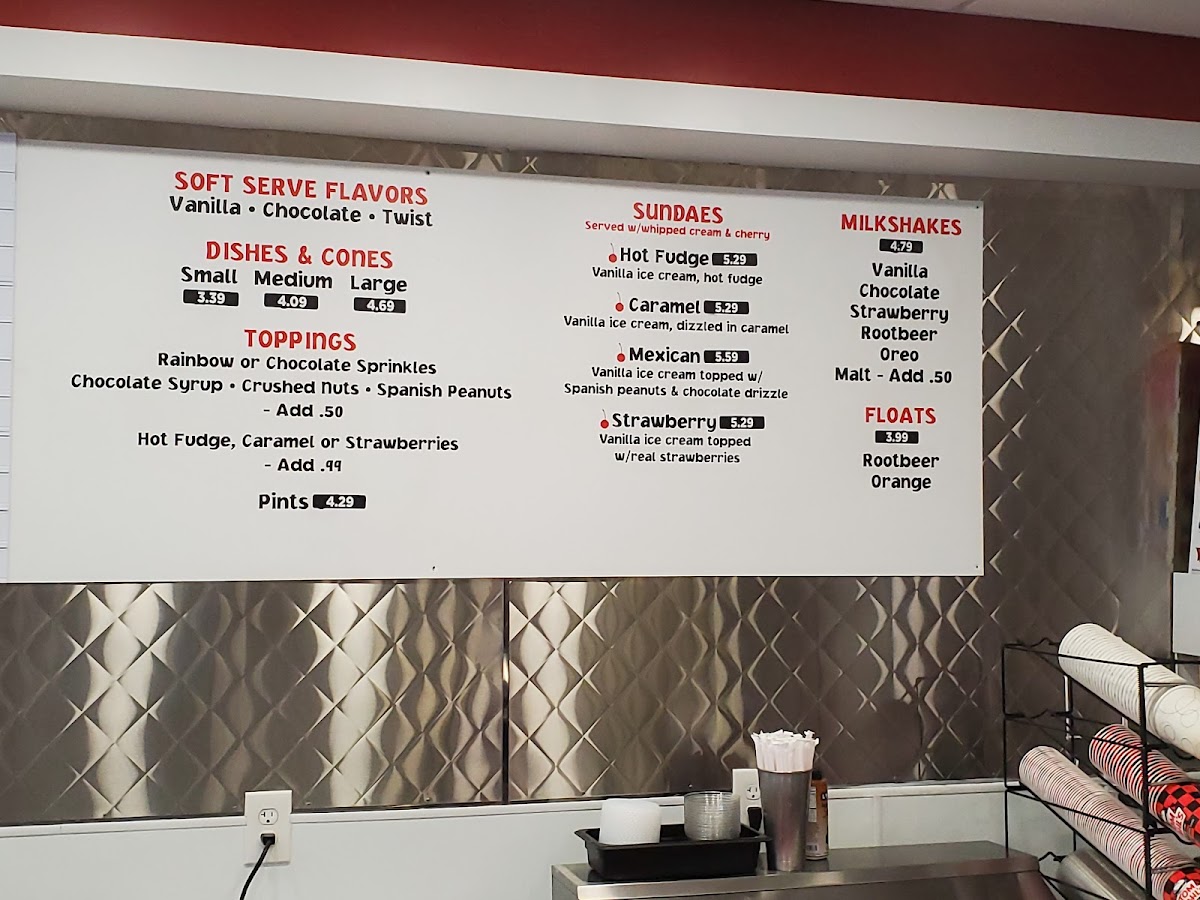 SOFT SERVE FLAVORS
Vanilla • Chocolate • Twist
DISHES & CONES
Small Medium Large
3.39 4.09 4.69
TOPPINGS
Rainbow or Chocolate Sprinkles
Chocolate Syrup • Crushed Nuts • Spanish Peanuts
- Add .50
Hot Fudge, Caramel or Strawberries
- Add .99
Pints 4.29
SUNDAES
Served w/whipped cream & cherry
Hot Fudge 5.29
Vanilla ice cream, hot fudge
Caramel 5.29
Vanilla ice cream, dizzled in caramel
Mexican 5.59
Vanilla ice cream topped w/
Spanish peanuts & chocolate drizzle
Strawberry 5.29
Vanilla ice cream topped
w/real strawberries
MILKSHAKES
4.79
Vanilla
Chocolate
Strawberry
Rootbeer
Oreo
Malt - Add .50
FLOATS
3.99
Rootbeer
Orange